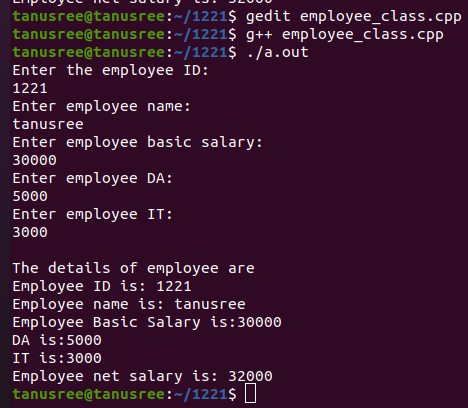 Employee net salary is: 32000
tanusree@tanusree:~/1221$ gedit employee_class.cpp
tanusree@tanusree:~/1221$ g++ employee_class.cpp
tanusree@tanusree:~/1221$ ./a.out
Enter the employee ID:
1221
Enter employee name:
tanusree
Enter employee basic salary:
30000
Enter employee DA:
5000
Enter employee IT:
3000
The details of employee are
Employee ID is: 1221
Employee name is: tanusree
Employee Basic Salary is:30000
DA is:5000
IT is:3000
Employee net salary is: 32000
tanusree@tanusree:~/1221$